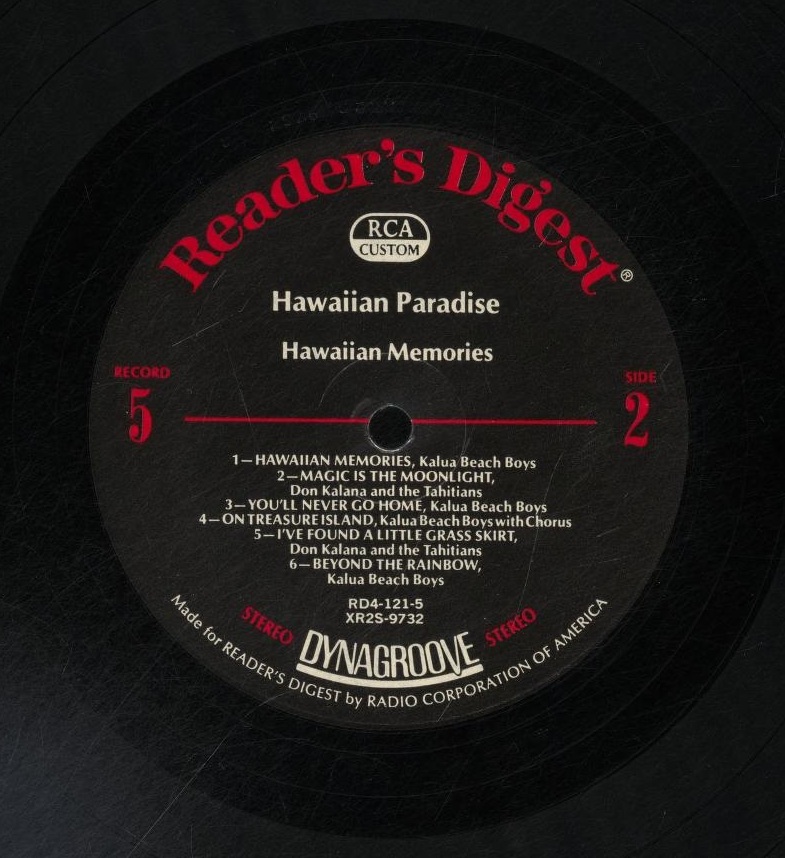 Reader's Digest®
RCA
CUSTOM
Hawaiian Paradise
Hawaiian Memories
RECORD
5
SIDE
2
1—HAWAIIAN MEMORIES, Kalua Beach Boys
2—MAGIC IS THE MOONLIGHT,
Don Kalana and the Tahitians
3—YOU'LL NEVER GO HOME, Kalua Beach Boys
4—ON TREASURE ISLAND, Kalua Beach Boys with Chorus
5—I'VE FOUND A LITTLE GRASS SKIRT,
Don Kalana and the Tahitians
6—BEYOND THE RAINBOW,
Kalua Beach Boys
RD4-121-5
XR2S-9732
STEREO DYNAGROOVE STEREO
Made for READER'S DIGEST by RADIO CORPORATION OF AMERICA